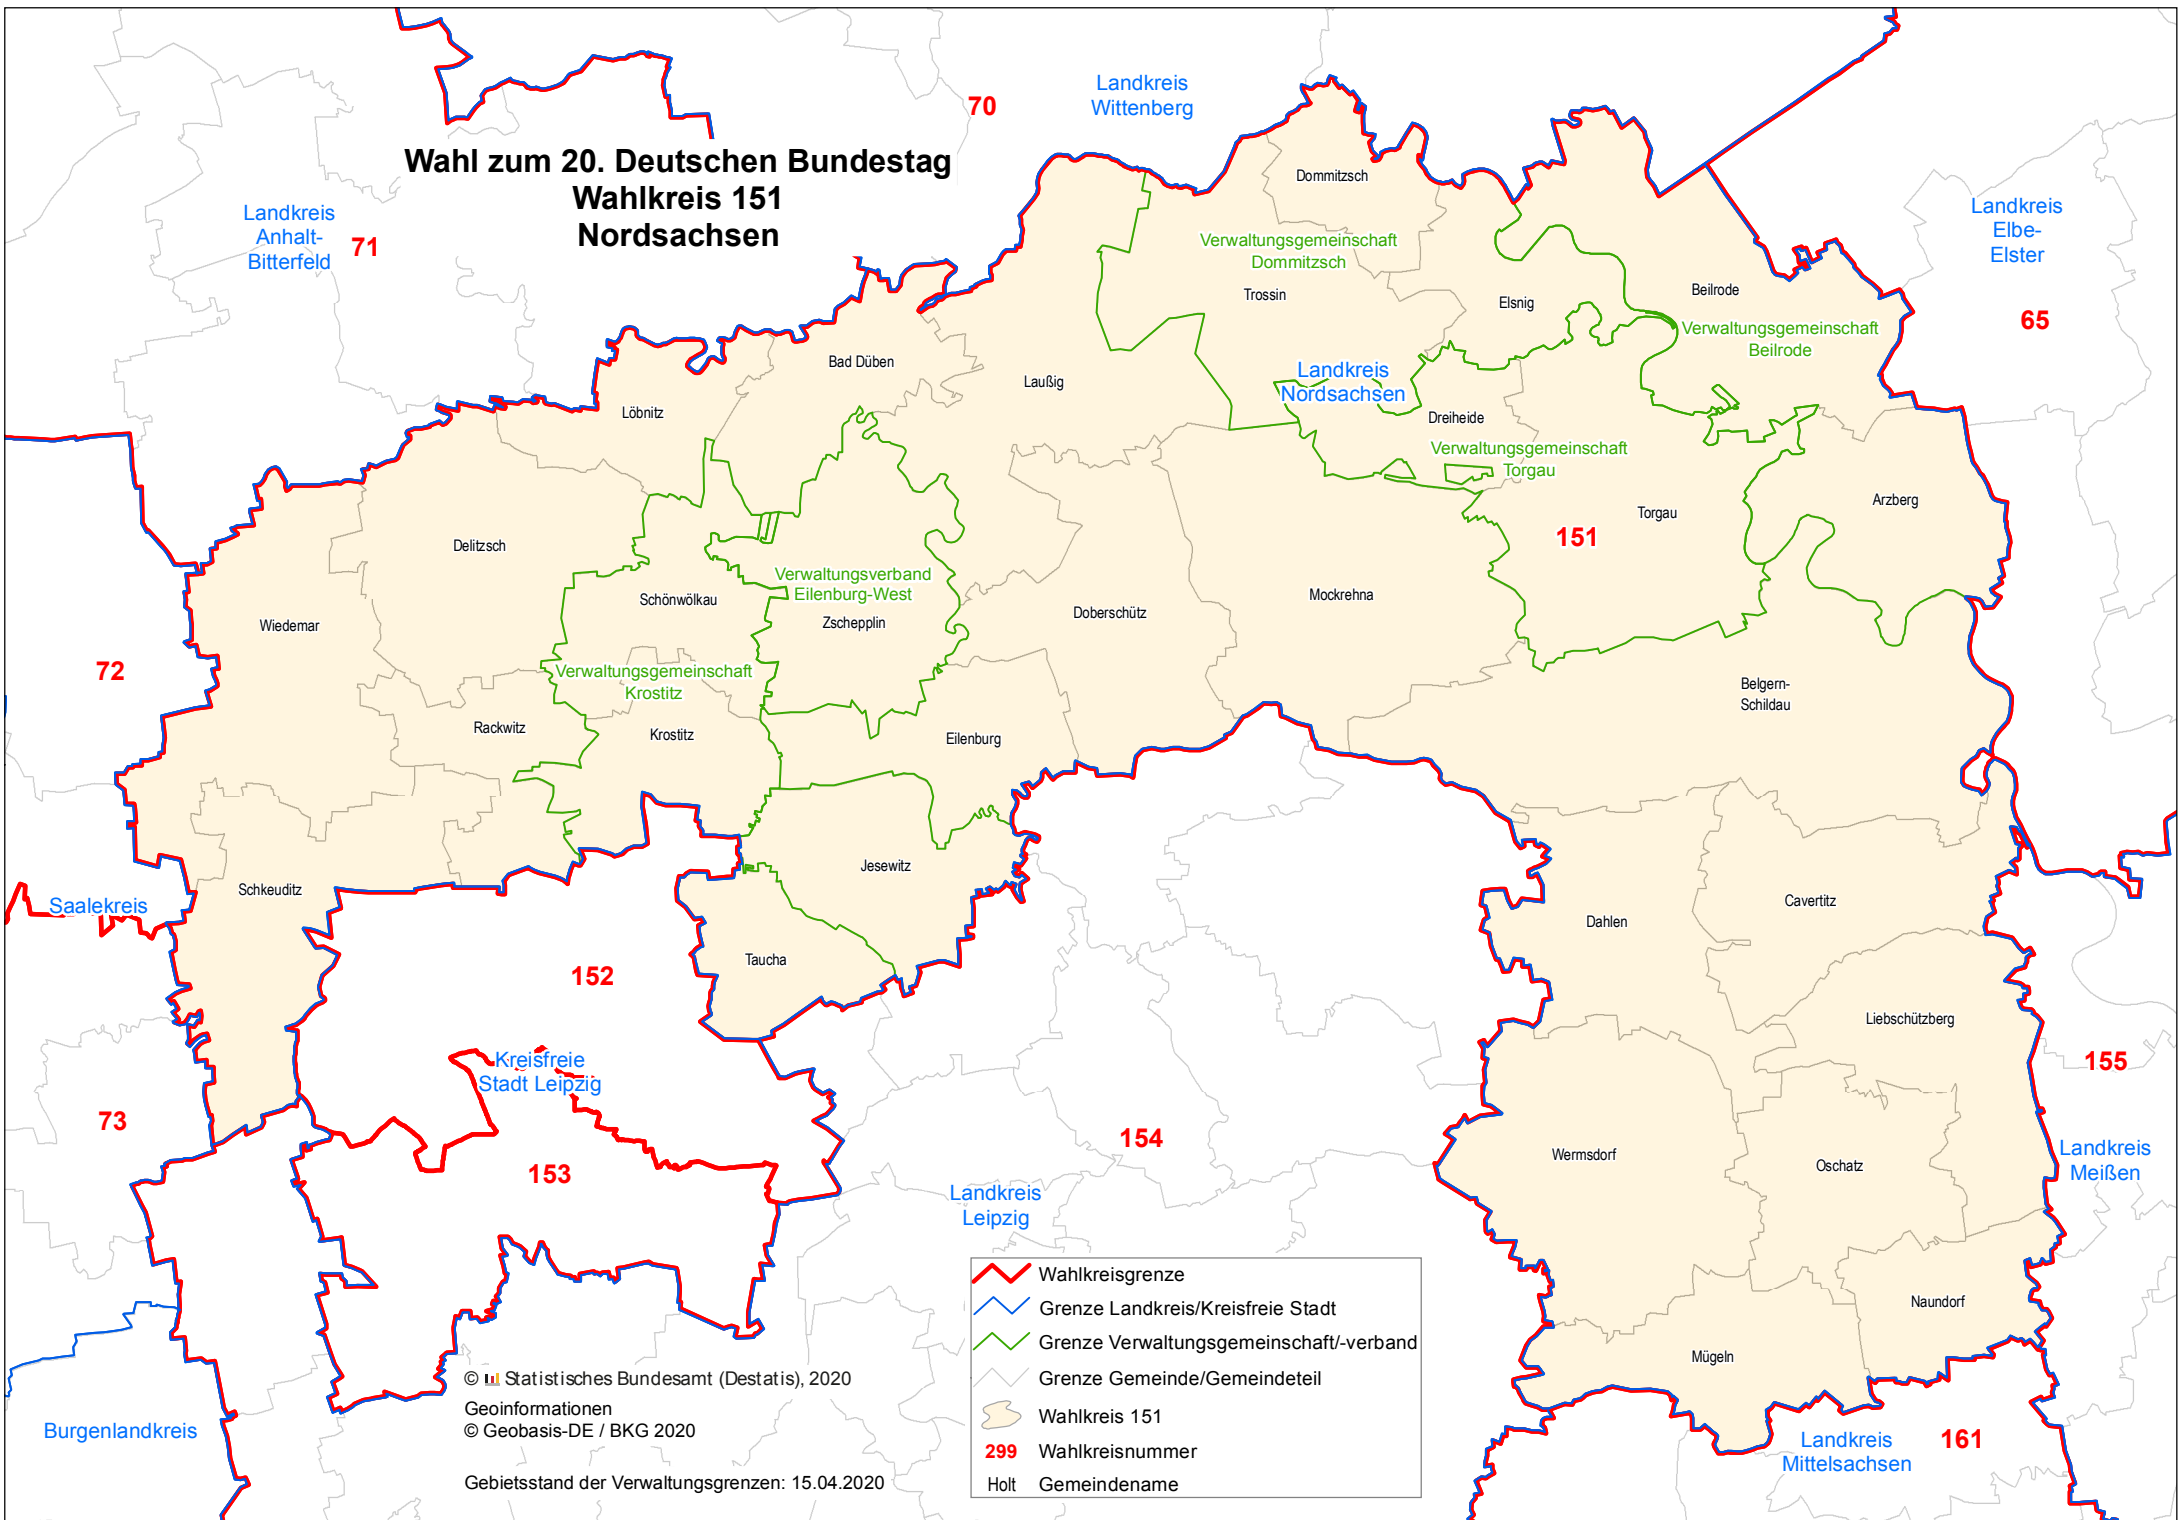 Wahl zum 20. Deutschen Bundestag
Wahlkreis 151
Nordsachsen
70
Landkreis
Wittenberg
Landkreis
Anhalt-
Bitterfeld
71
Landkreis
Elbe-
Elster
65
Dommitzsch
Verwaltungsgemeinschaft
Dommitzsch
Trossin
Elsnig
Beilrode
Verwaltungsgemeinschaft
Beilrode
Bad Düben
Laußig
Landkreis
Nordsachsen
Löbnitz
Dreiheide
Verwaltungsgemeinschaft
Torgau
Arzberg
Torgau
151
Delitzsch
Verwaltungsverband
Eilenburg-West
Schönwölkau
Zschepplin
Mockrehna
Doberschütz
Wiedemar
72
Verwaltungsgemeinschaft
Krostitz
Belgern-
Schildau
Rackwitz
Krostitz
Eilenburg
Jesewitz
Schkeuditz
Saalekreis
Cavertitz
Dahlen
Taucha
152
Liebschützberg
Kreisfreie
Stadt Leipzig
155
73
154
Landkreis
Meißen
Wermsdorf
Oschatz
153
Landkreis
Leipzig
Naundorf
Mügeln
Wahlkreisgrenze
Grenze Landkreis/Kreisfreie Stadt
Grenze Verwaltungsgemeinschaft/-verband
Grenze Gemeinde/Gemeindeteil
Wahlkreis 151
299 Wahlkreisnummer
Holt Gemeindename
© Statistisches Bundesamt (Destatis), 2020
Geoinformationen
© Geobasis-DE / BKG 2020
Gebietsstand der Verwaltungsgrenzen: 15.04.2020
Burgenlandkreis
Landkreis
Mittelsachsen
161